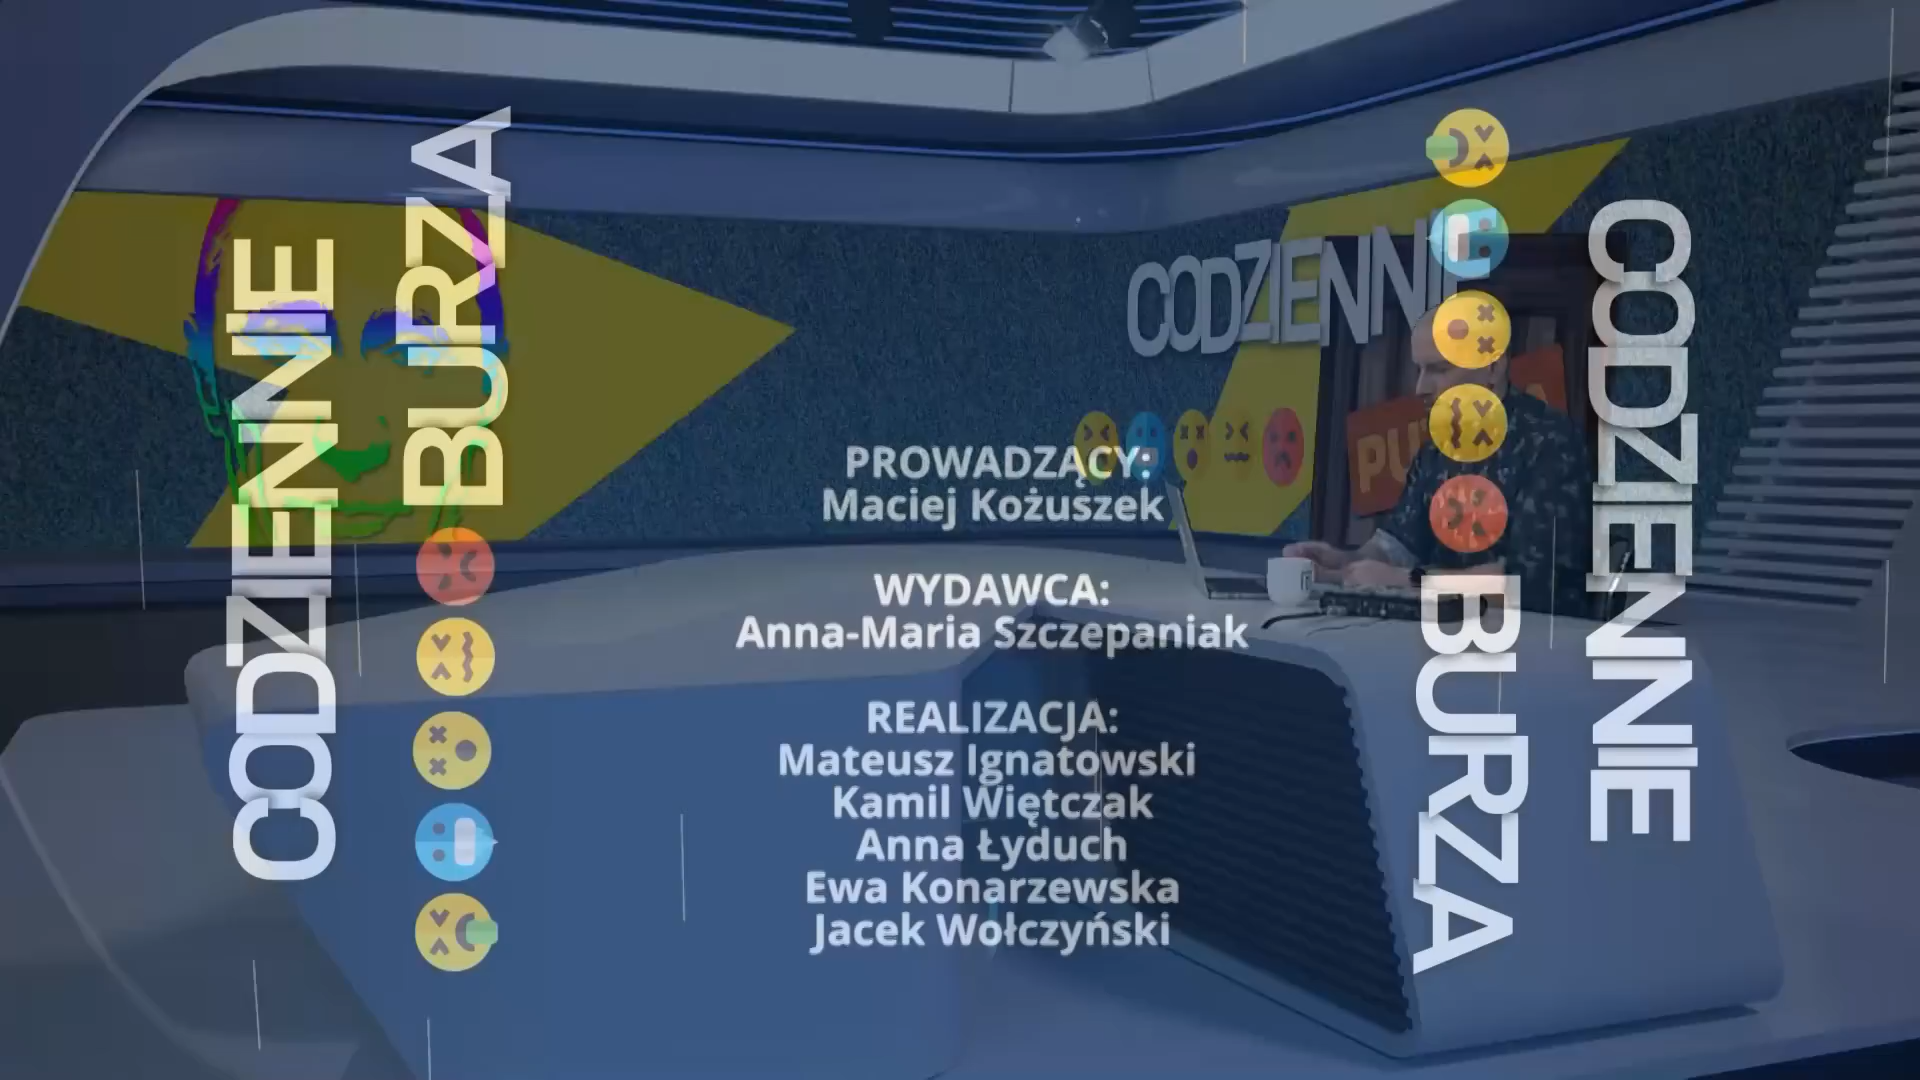 CODZIENNIE
BURZA
CODZIENNIE
PROWADZĄCY:
Maciej Kożuszek
WYDAWCA:
Anna-Maria Szczepaniak
REALIZACJA:
Mateusz Ignatowski
Kamil Więtczak
Anna Łyduch
Ewa Konarzewska
Jacek Wołczyński
BURZA
CODZIENNIE